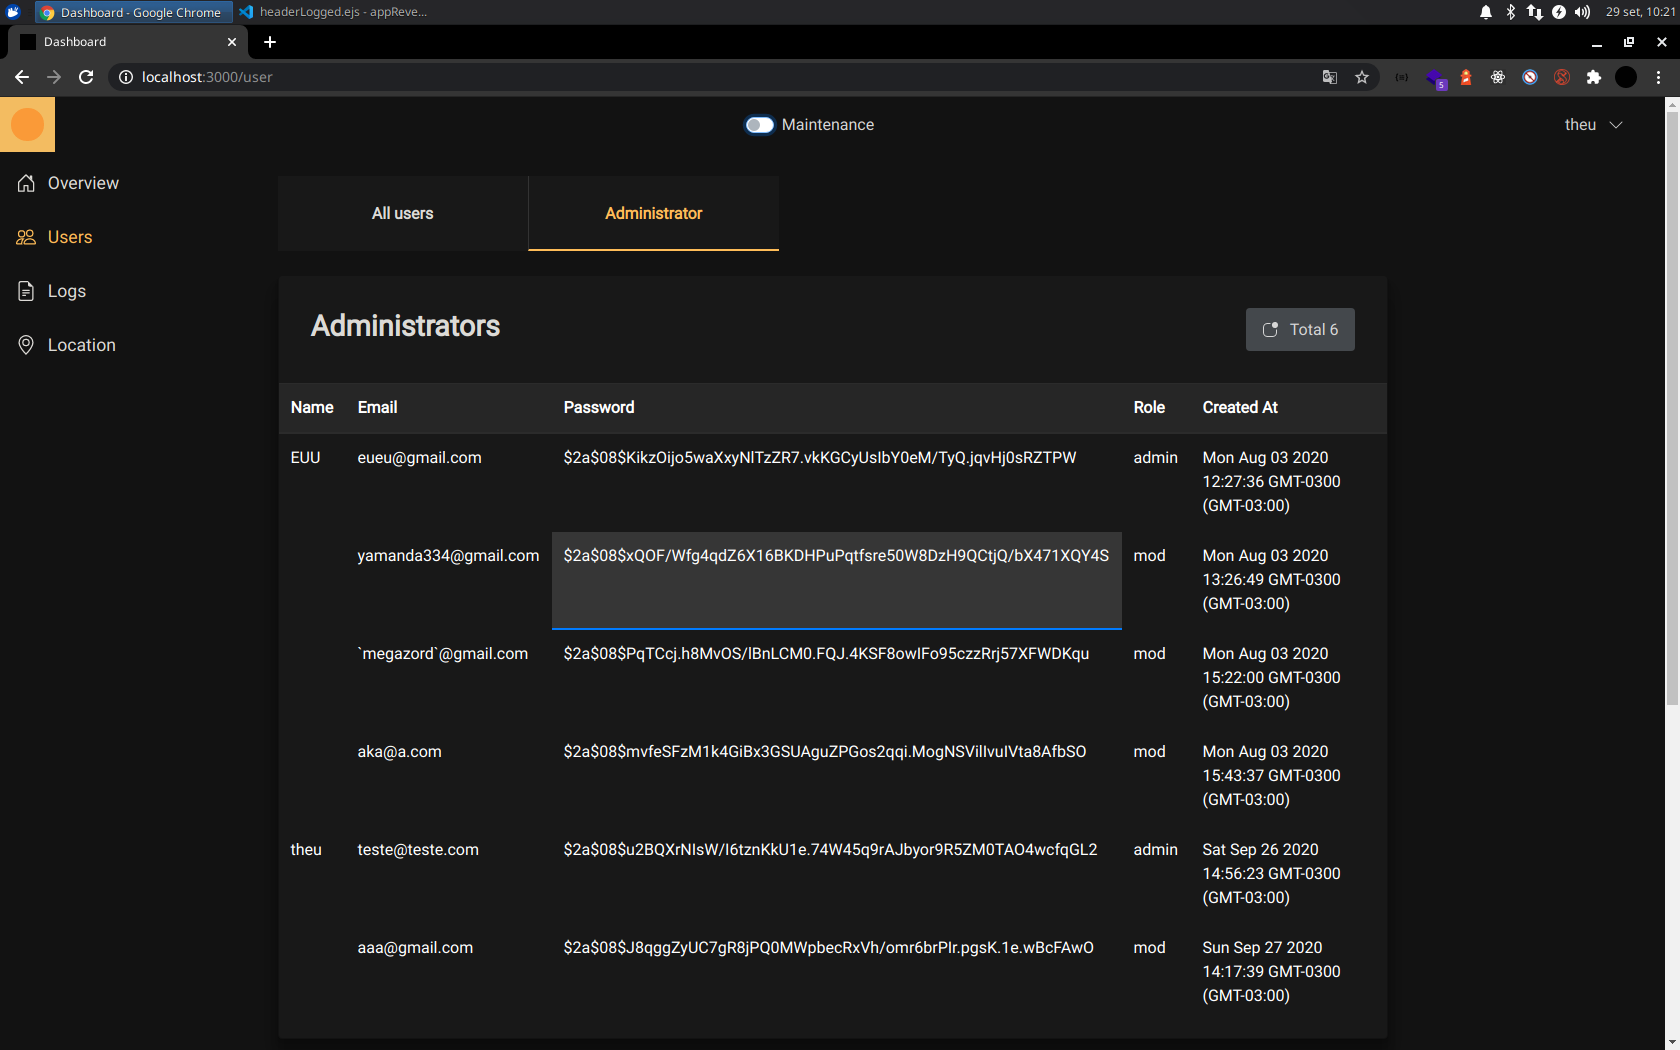 Dashboard - Google Chrome
headerLogged.ejs - appReve...
29 set, 10:21
Dashboard
localhost:3000/user
Maintenance
theu
Overview
Users
Logs
Location
All users
Administrator
Administrators
Total 6
Name Email Password Role Created At
EUU eueu@gmail.com $2a$08$KikzOijo5waXxyNlTzZR7.vkKGCyUsIbY0eM/TyQ.jqvHj0sRZTPW admin Mon Aug 03 2020
12:27:36 GMT-0300
(GMT-03:00)
yamanda334@gmail.com $2a$08$xQOF/Wfg4qdZ6X16BKDHPuPqtfsre50W8DzH9QCtjQ/bX471XQY4S mod Mon Aug 03 2020
13:26:49 GMT-0300
(GMT-03:00)
`megazord`@gmail.com $2a$08$PqTCcj.h8MvOS/lBnLCM0.FQJ.4KSF8owIFo95czzRrj57XFWDKqu mod Mon Aug 03 2020
15:22:00 GMT-0300
(GMT-03:00)
aka@a.com $2a$08$mvfeSFzM1k4GiBx3GSUAguZPGos2qqi.MogNSVilIvuIVta8AfbSO mod Mon Aug 03 2020
15:43:37 GMT-0300
(GMT-03:00)
theu teste@teste.com $2a$08$u2BQXrNIsW/I6tznKkU1e.74W45q9rAJbyor9R5ZM0TAO4wcfqGL2 admin Sat Sep 26 2020
14:56:23 GMT-0300
(GMT-03:00)
aaa@gmail.com $2a$08$J8qggZyUC7gR8jPQ0MWpbecRxVh/omr6brPIr.pgsK.1e.wBcFAwO mod Sun Sep 27 2020
14:17:39 GMT-0300
(GMT-03:00)